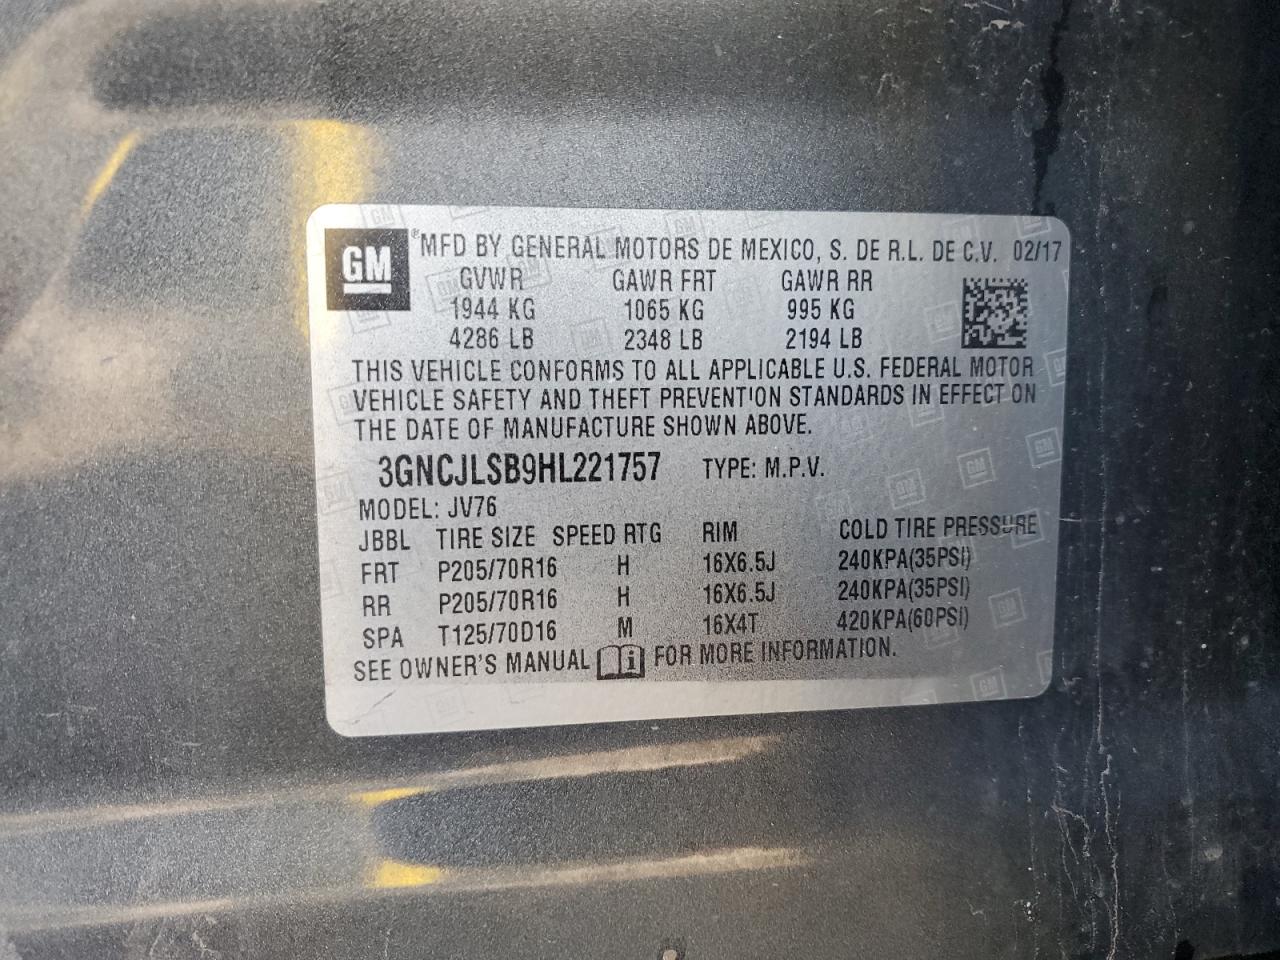 GM ® MFD BY GENERAL MOTORS DE MEXICO, S. DE R.L. DE C.V. 02/17
GVWR GAWR FRT GAWR RR
1944 KG 1065 KG 995 KG
4286 LB 2348 LB 2194 LB
THIS VEHICLE CONFORMS TO ALL APPLICABLE U.S. FEDERAL MOTOR
VEHICLE SAFETY AND THEFT PREVENTION STANDARDS IN EFFECT ON
THE DATE OF MANUFACTURE SHOWN ABOVE.
3GNCJLSB9HL221757 TYPE: M.P.V.
MODEL: JV76
JBBL TIRE SIZE SPEED RTG RIM COLD TIRE PRESSURE
FRT P205/70R16 H 16X6.5J 240KPA(35PSI)
RR P205/70R16 H 16X6.5J 240KPA(35PSI)
SPA T125/70D16 M 16X4T 420KPA(60PSI)
SEE OWNER'S MANUAL i FOR MORE INFORMATION.